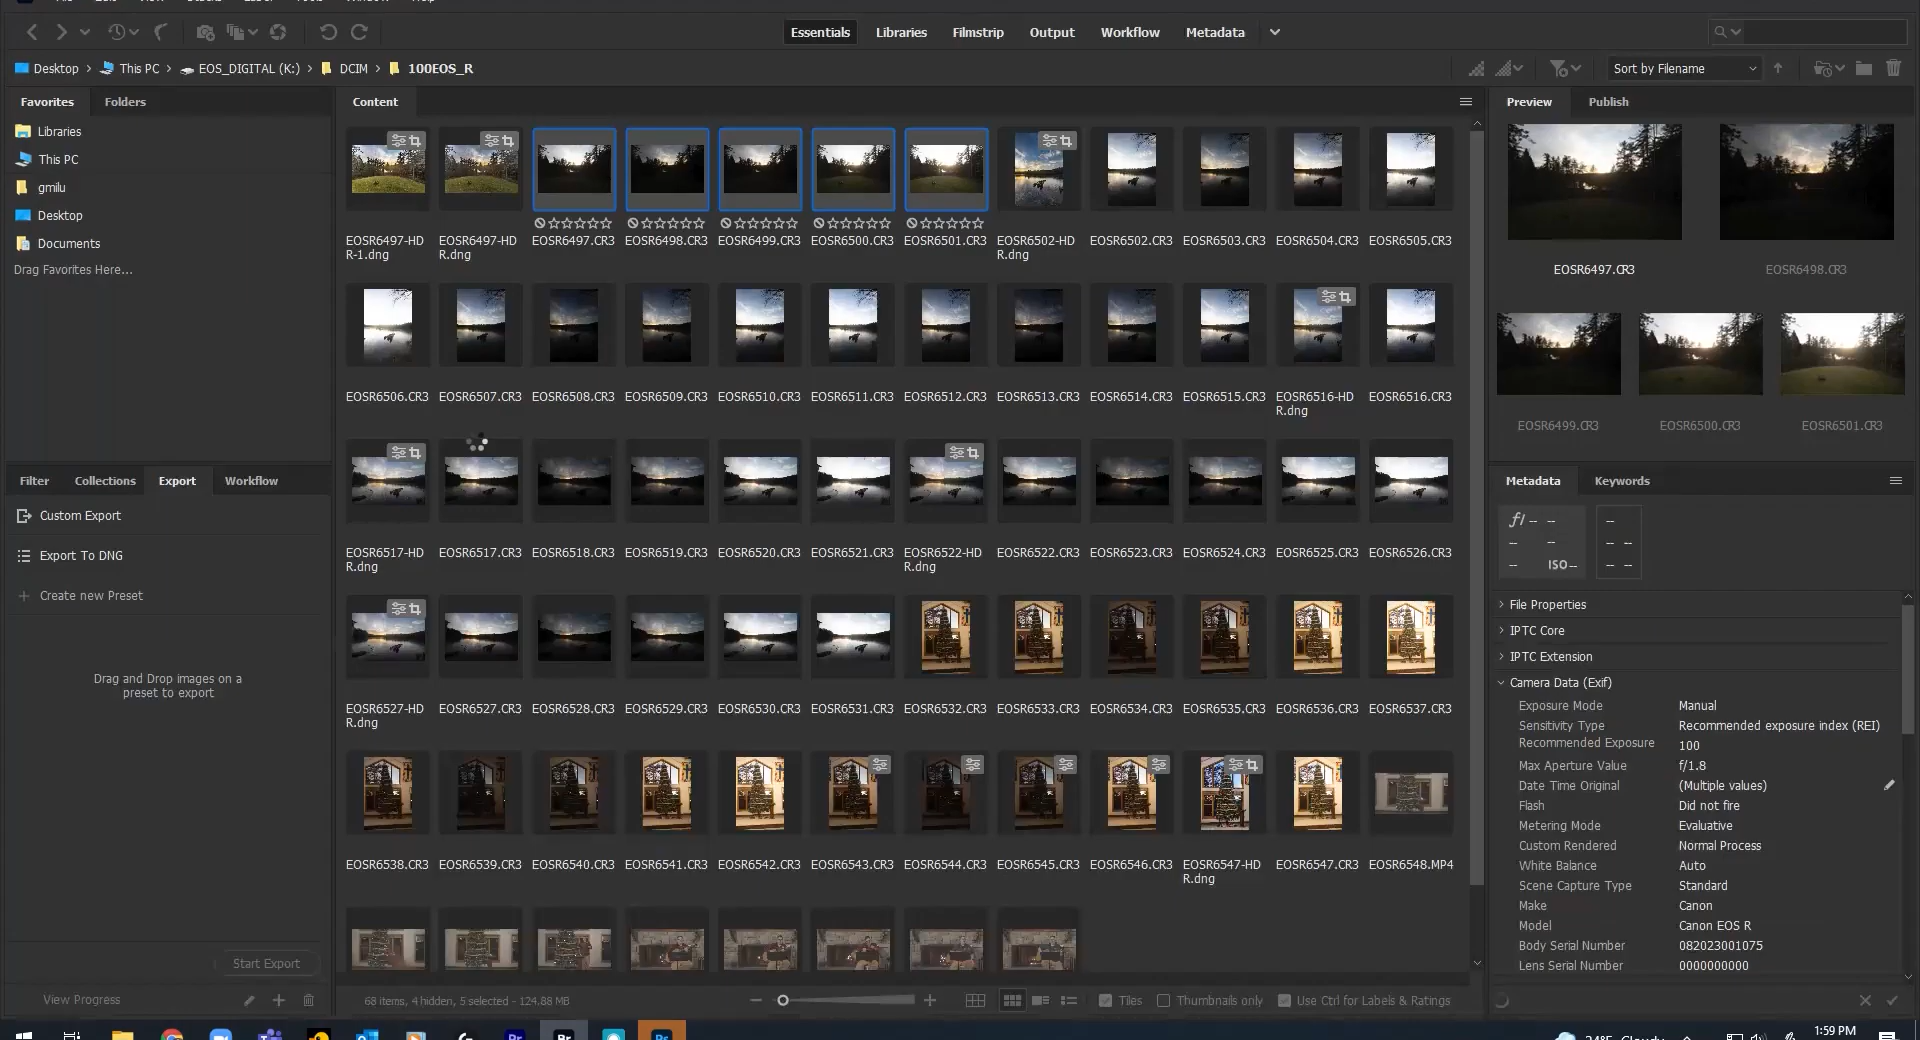 Essentials Libraries Filmstrip Output Workflow Metadata
Desktop This PC EOS_DIGITAL (K:) DCIM 100EOS_R Sort by Filename
Favorites Folders Content Preview Publish
Libraries
This PC
gmilu
Desktop
Documents
Drag Favorites Here...
EOSR6497-HD
R-1.dng
EOSR6497-HD
R.dng
EOSR6497.CR3
EOSR6498.CR3
EOSR6499.CR3
EOSR6500.CR3
EOSR6501.CR3
EOSR6502-HD
R.dng
EOSR6502.CR3
EOSR6503.CR3
EOSR6504.CR3
EOSR6505.CR3
EOSR6506.CR3 EOSR6507.CR3 EOSR6508.CR3 EOSR6509.CR3 EOSR6510.CR3 EOSR6511.CR3 EOSR6512.CR3 EOSR6513.CR3 EOSR6514.CR3 EOSR6515.CR3
EOSR6516-HD
R.dng
EOSR6516.CR3
EOSR6517-HD
R.dng
EOSR6517.CR3 EOSR6518.CR3 EOSR6519.CR3 EOSR6520.CR3 EOSR6521.CR3
EOSR6522-HD
R.dng
EOSR6522.CR3 EOSR6523.CR3 EOSR6524.CR3 EOSR6525.CR3 EOSR6526.CR3
EOSR6527-HD
R.dng
EOSR6527.CR3 EOSR6528.CR3 EOSR6529.CR3 EOSR6530.CR3 EOSR6531.CR3 EOSR6532.CR3 EOSR6533.CR3 EOSR6534.CR3 EOSR6535.CR3 EOSR6536.CR3 EOSR6537.CR3
EOSR6538.CR3 EOSR6539.CR3 EOSR6540.CR3 EOSR6541.CR3 EOSR6542.CR3 EOSR6543.CR3 EOSR6544.CR3 EOSR6545.CR3 EOSR6546.CR3
EOSR6547-HD
R.dng
EOSR6547.CR3 EOSR6548.MP4
Filter Collections Export Workflow
Custom Export
Export To DNG
Create new Preset
Drag and Drop images on a
preset to export
Start Export
View Progress
68 items, 4 hidden, 5 selected - 124.88 MB
Tiles Thumbnails only Use Ctrl for Labels & Ratings
EOSR6497.CR3 EOSR6498.CR3
EOSR6499.CR3 EOSR6500.CR3 EOSR6501.CR3
Metadata Keywords
f/ -- -- --
-- -- -- --
-- ISO -- -- --
File Properties
IPTC Core
IPTC Extension
Camera Data (Exif)
Exposure Mode Manual
Sensitivity Type Recommended exposure index (REI)
Recommended Exposure 100
Max Aperture Value f/1.8
Date Time Original (Multiple values)
Flash Did not fire
Metering Mode Evaluative
Custom Rendered Normal Process
White Balance Auto
Scene Capture Type Standard
Make Canon
Model Canon EOS R
Body Serial Number 082023001075
Lens Serial Number 0000000000
1:59 PM